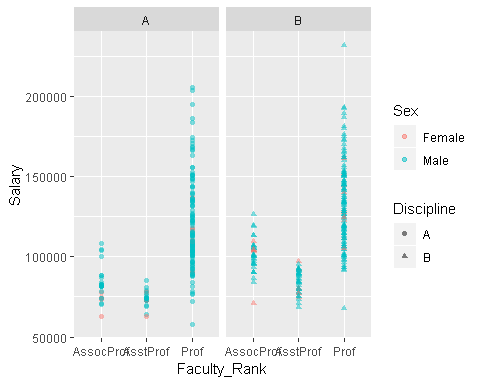 A
B
Salary
200000
150000
100000
50000
AssocProf
AsstProf
Prof
AssocProf
AsstProf
Prof
Faculty_Rank
Sex
Female
Male
Discipline
A
B